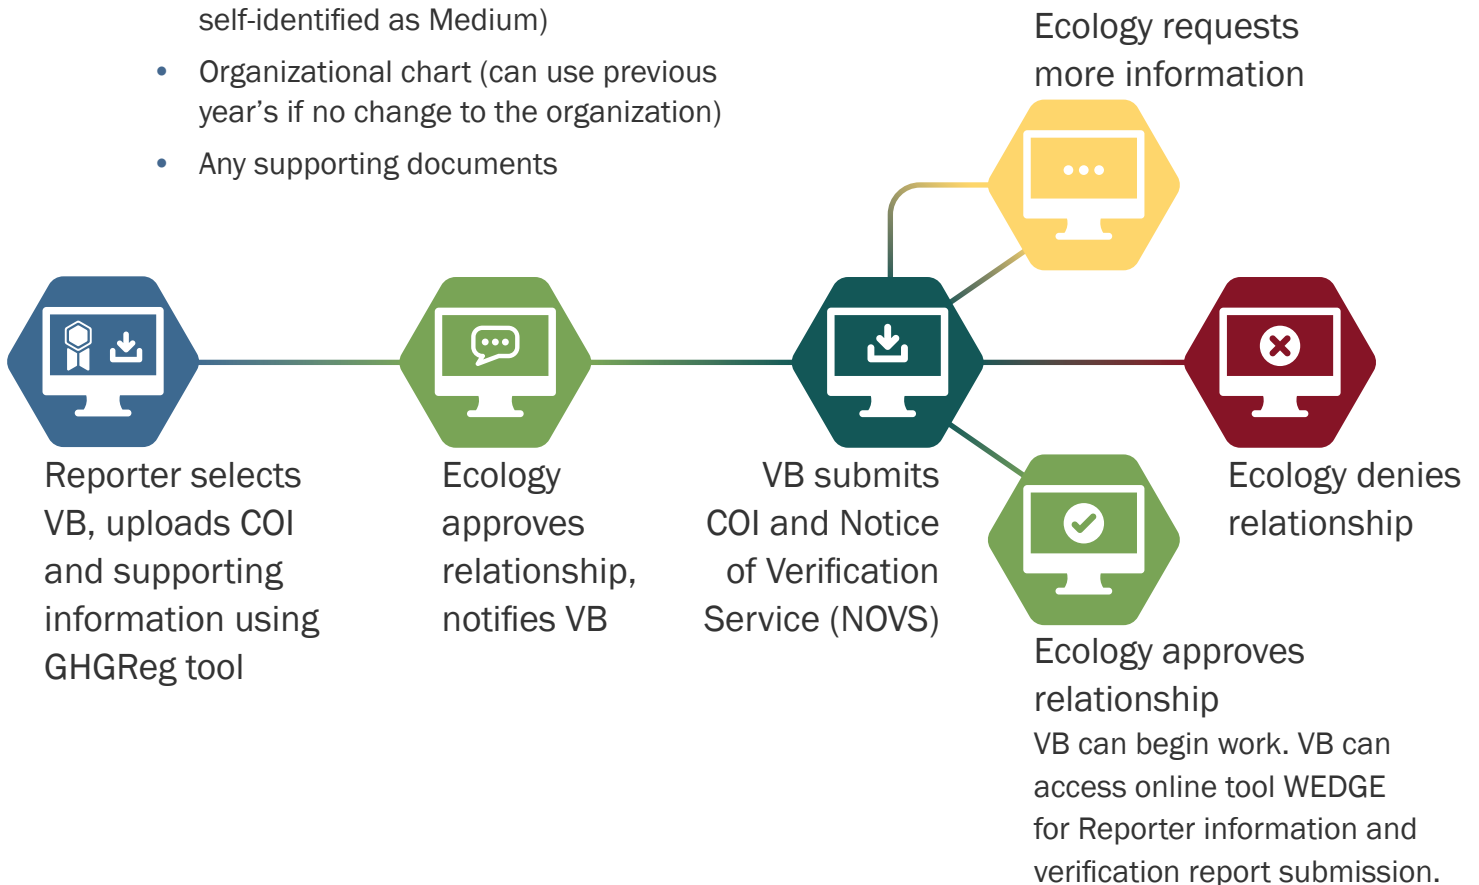 self-identified as Medium)
• Organizational chart (can use previous
year’s if no change to the organization)
• Any supporting documents
Ecology requests
more information
Reporter selects
VB, uploads COI
and supporting
information using
GHGReg tool
Ecology
approves
relationship,
notifies VB
VB submits
COI and Notice
of Verification
Service (NOVS)
Ecology denies
relationship
Ecology approves
relationship
VB can begin work. VB can
access online tool WEDGE
for Reporter information and
verification report submission.